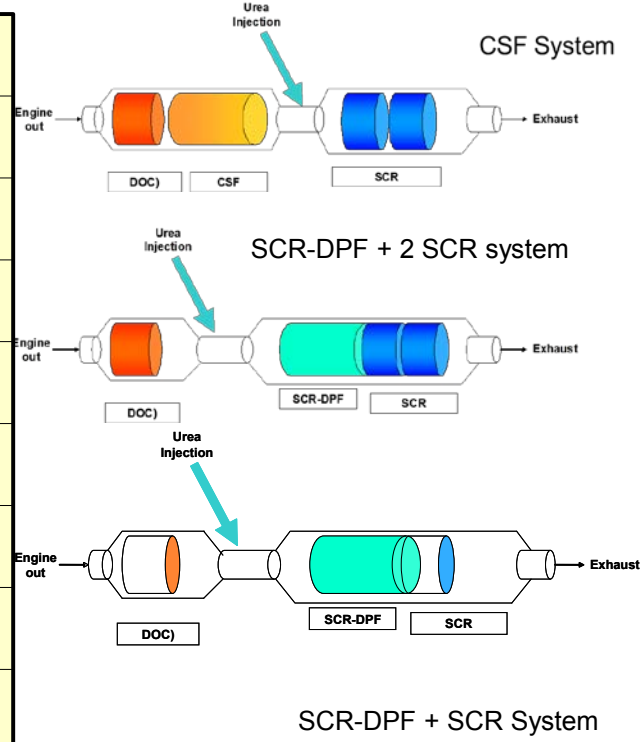 Urea
Injection
CSF System
Engine
out
Exhaust
DOC)
CSF
SCR
Urea
Injection
SCR-DPF + 2 SCR system
Engine
out
Exhaust
SCR-DPF
SCR
DOC)
Urea
Injection
Engine
out
Exhaust
SCR-DPF
SCR
DOC)
SCR-DPF + SCR System